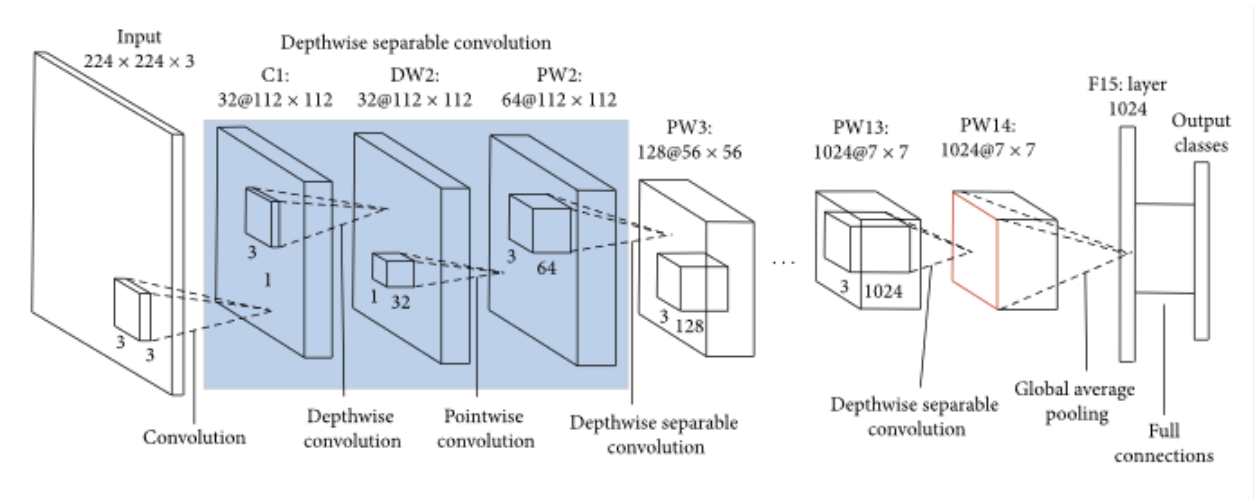 Input
224 × 224 × 3
Depthwise separable convolution
C1:
32@112 × 112
DW2:
32@112 × 112
PW2:
64@112 × 112
PW3:
128@56 × 56
PW13:
1024@7 × 7
PW14:
1024@7 × 7
F15: layer
1024
Output
classes
3
3
3
1
1
32
3
64
3
128
...
3
1024
Convolution
Depthwise
convolution
Pointwise
convolution
Depthwise separable
convolution
Depthwise separable
convolution
Global average
pooling
Full
connections